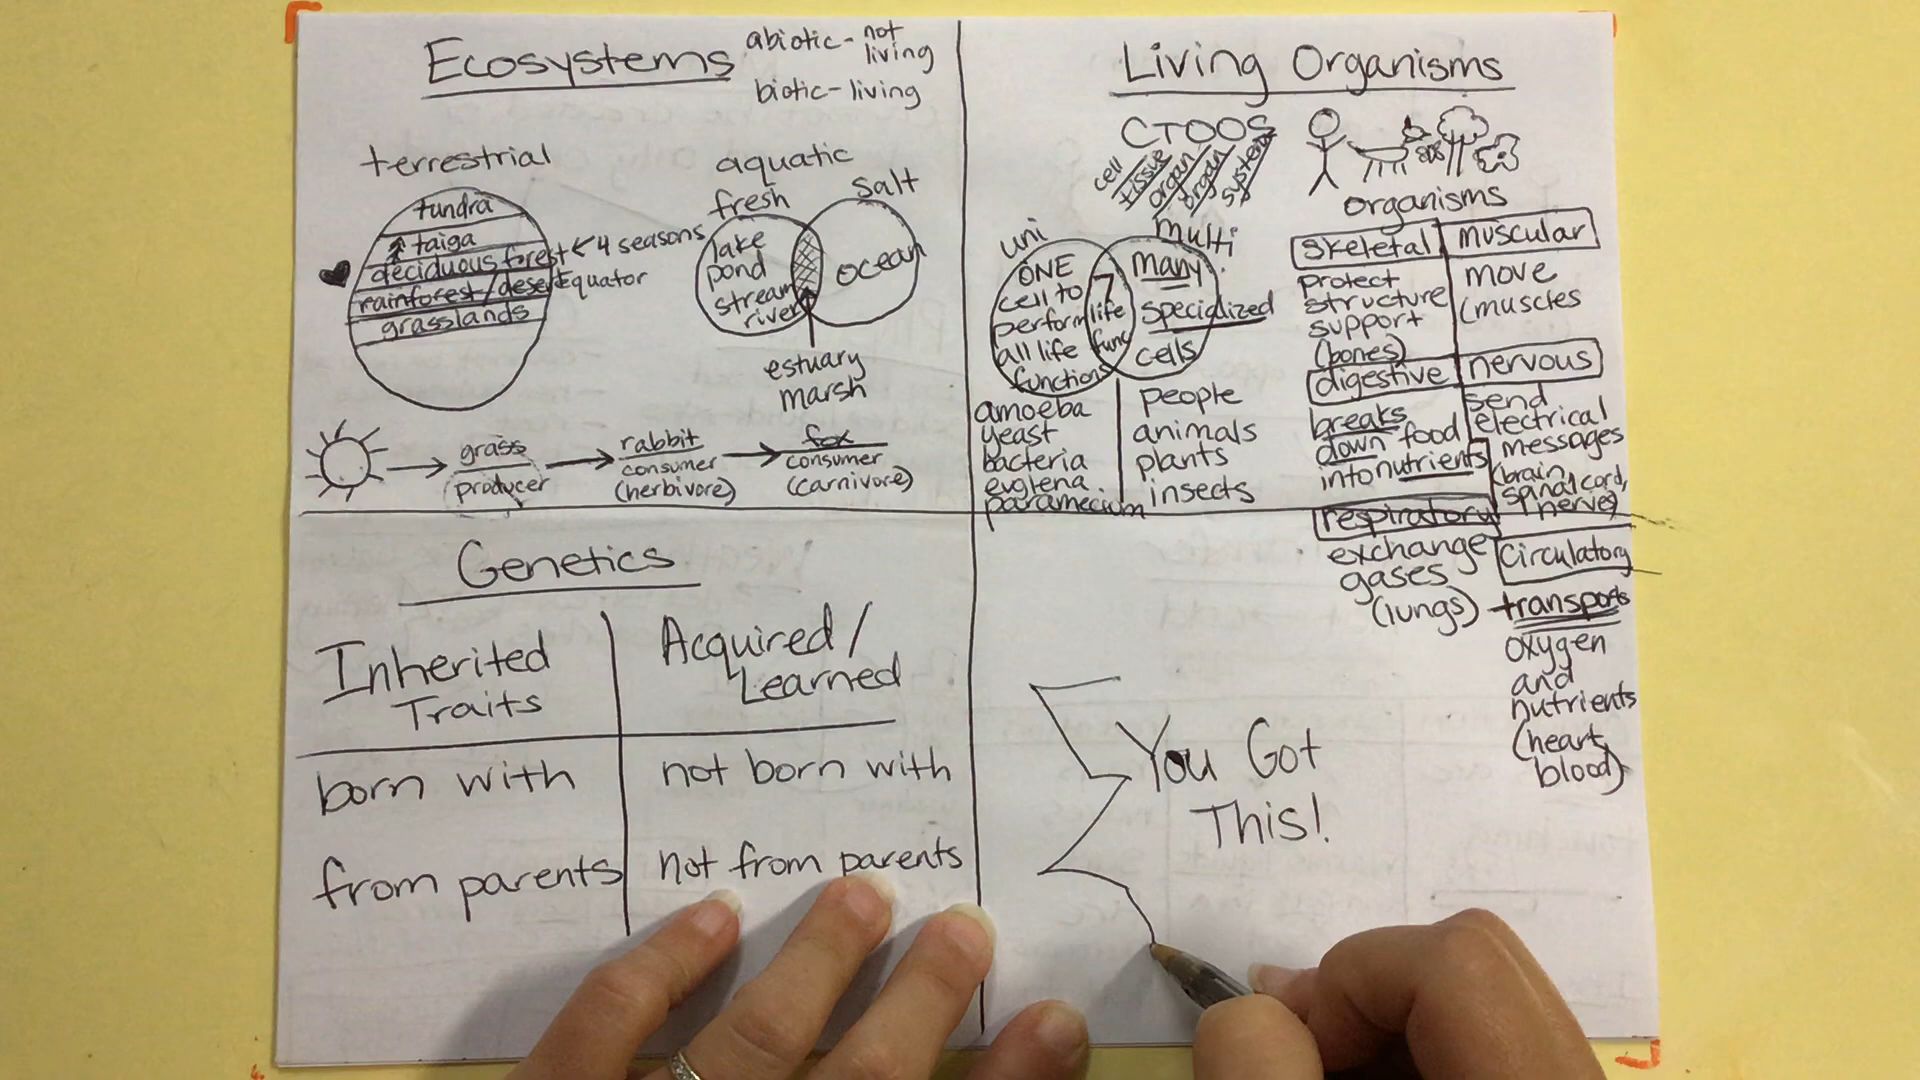 Ecosystems
abiotic- not
living
biotic- living
terrestrial
tundra
taiga
deciduous forest ← 4 seasons
rainforest/desert Equator
grasslands
aquatic
fresh
salt
lake
pond
stream
river
ocean
estuary
marsh
grass
producer
rabbit
consumer
(herbivore)
fox
consumer
(carnivore)
Living Organisms
CTOOS
cell
tissue
organ
organ
system
organisms
uni
ONE
cell to
perform
all life
functions
7
life
func
multi
many
specialized
cells
amoeba
yeast
bacteria
euglena
paramecium
people
animals
plants
insects
skeletal
protect
structure
support
(bones)
muscular
move
(muscles
digestive
breaks
down food
into nutrients
nervous
send
electrical
messages
(brain,
spinal cord,
nerves)
respiratory
exchange
gases
(lungs)
circulatory
transports
oxygen
and
nutrients
(heart,
blood)
Genetics
Inherited
Traits
Acquired/
Learned
born with
not born with
from parents
not from parents
You Got
This!